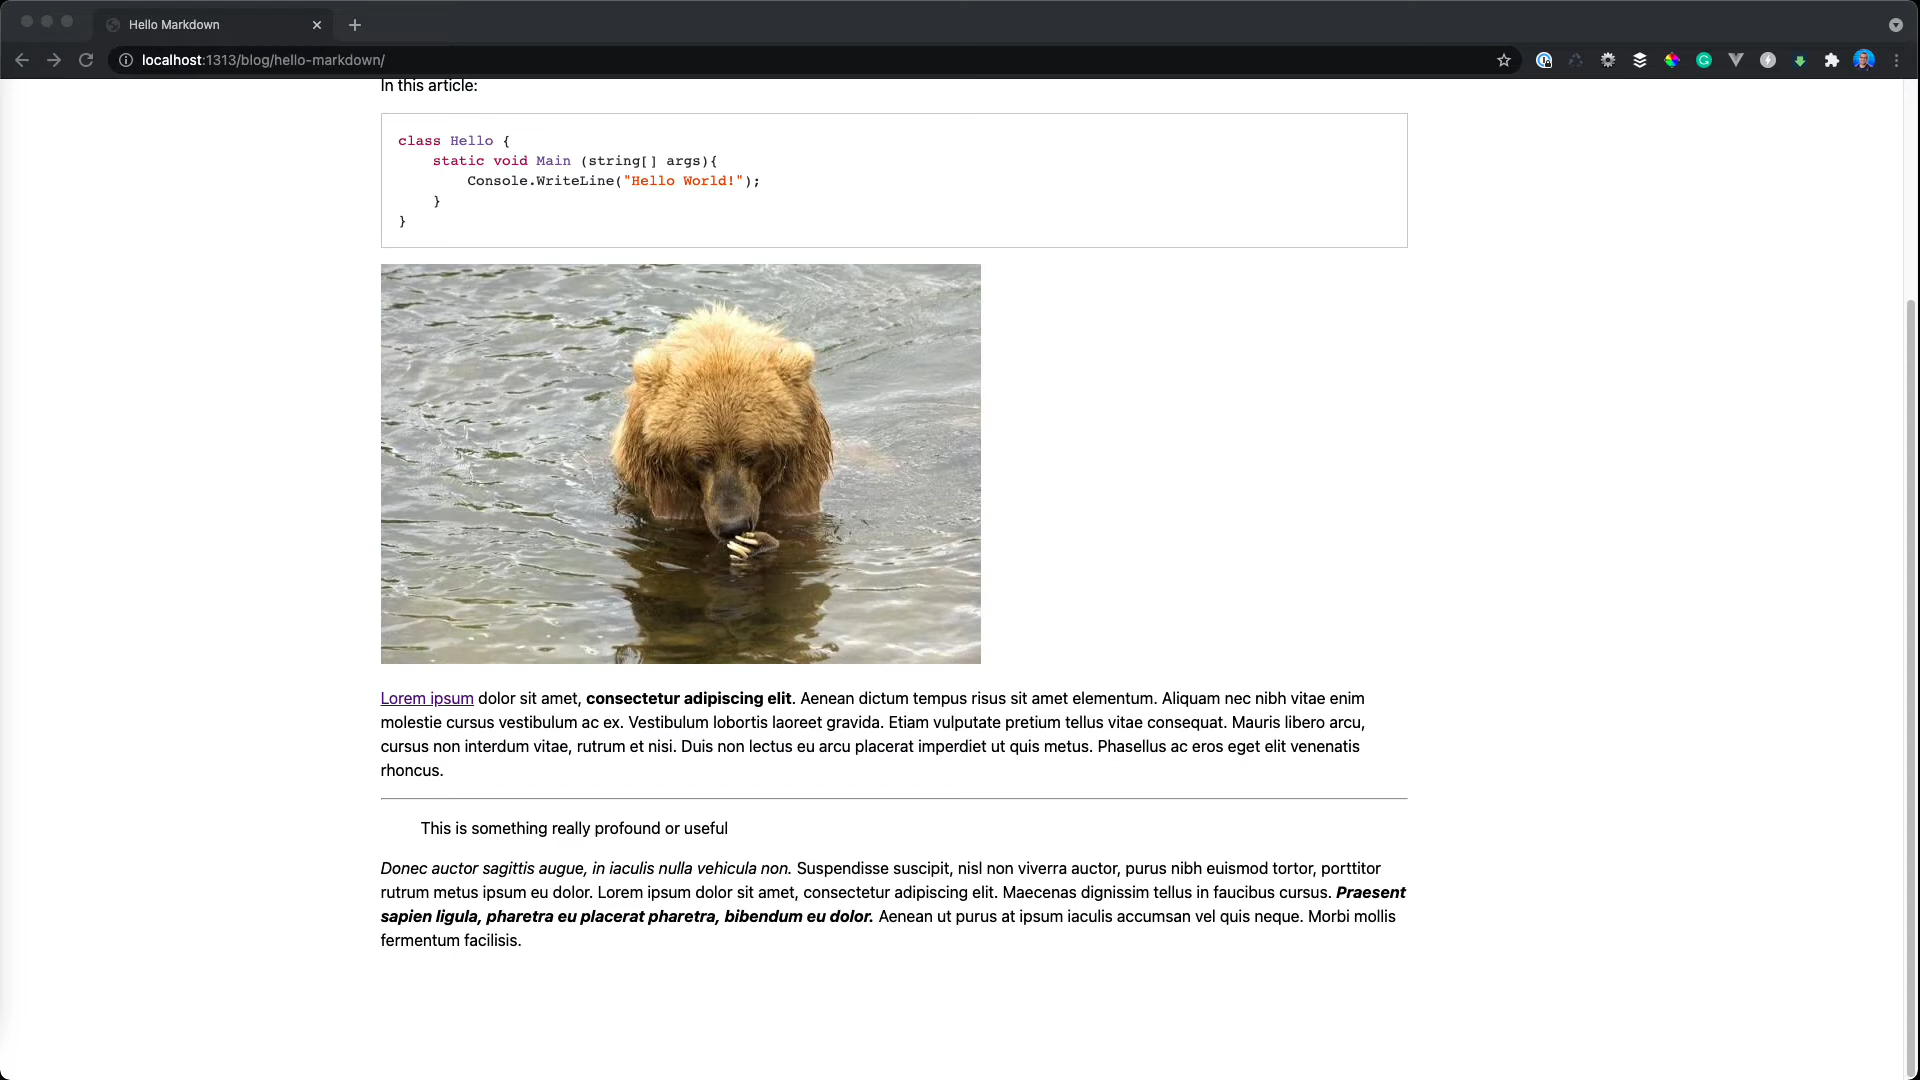 Hello Markdown
localhost:1313/blog/hello-markdown/
In this article:
class Hello {
    static void Main (string[] args){
        Console.WriteLine("Hello World!");
    }
}
Lorem ipsum dolor sit amet, consectetur adipiscing elit. Aenean dictum tempus risus sit amet elementum. Aliquam nec nibh vitae enim
molestie cursus vestibulum ac ex. Vestibulum lobortis laoreet gravida. Etiam vulputate pretium tellus vitae consequat. Mauris libero arcu,
cursus non interdum vitae, rutrum et nisi. Duis non lectus eu arcu placerat imperdiet ut quis metus. Phasellus ac eros eget elit venenatis
rhoncus.
This is something really profound or useful
Donec auctor sagittis augue, in iaculis nulla vehicula non. Suspendisse suscipit, nisl non viverra auctor, purus nibh euismod tortor, porttitor
rutrum metus ipsum eu dolor. Lorem ipsum dolor sit amet, consectetur adipiscing elit. Maecenas dignissim tellus in faucibus cursus. Praesent
sapien ligula, pharetra eu placerat pharetra, bibendum eu dolor. Aenean ut purus at ipsum iaculis accumsan vel quis neque. Morbi mollis
fermentum facilisis.